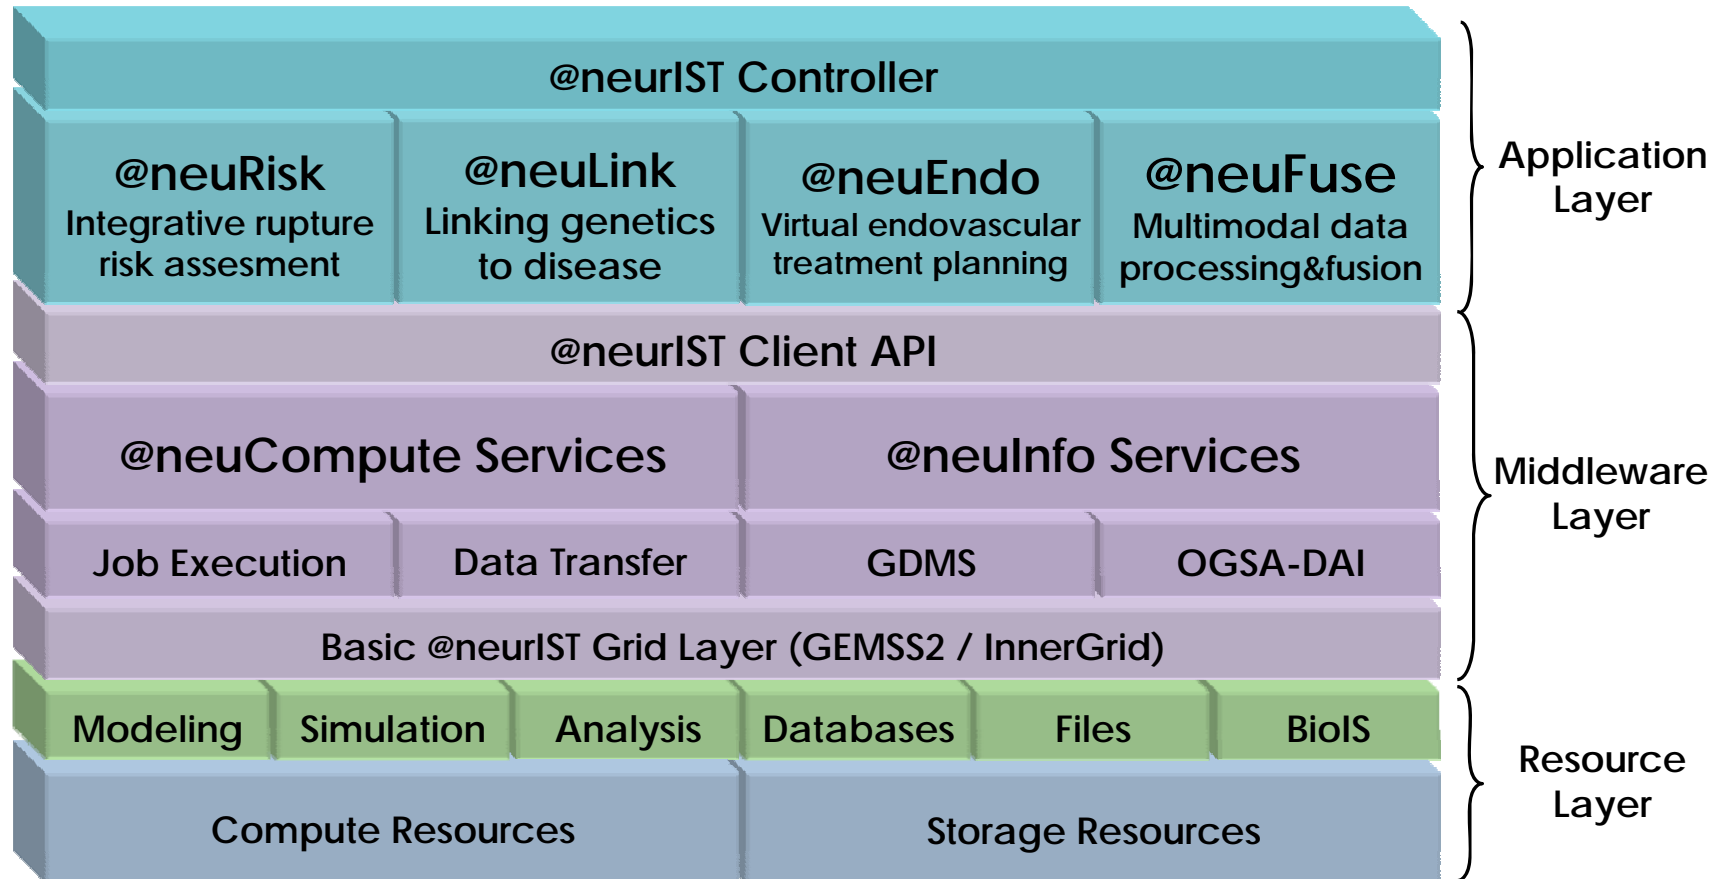 @neurIST Controller
@neuRisk
Integrative rupture
risk assesment
@neuLink
Linking genetics
to disease
@neuEndo
Virtual endovascular
treatment planning
@neuFuse
Multimodal data
processing&fusion
Application
Layer
@neurIST Client API
@neuCompute Services
@neuInfo Services
Job Execution
Data Transfer
GDMS
OGSA-DAI
Basic @neurIST Grid Layer (GEMSS2 / InnerGrid)
Middleware
Layer
Modeling
Simulation
Analysis
Databases
Files
BioIS
Compute Resources
Storage Resources
Resource
Layer